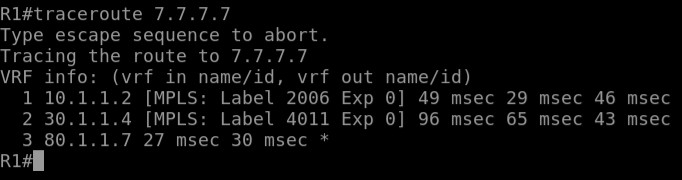 R1#traceroute 7.7.7.7
Type escape sequence to abort.
Tracing the route to 7.7.7.7
VRF info: (vrf in name/id, vrf out name/id)
  1 10.1.1.2 [MPLS: Label 2006 Exp 0] 49 msec 29 msec 46 msec
  2 30.1.1.4 [MPLS: Label 4011 Exp 0] 96 msec 65 msec 43 msec
  3 80.1.1.7 27 msec 30 msec *
R1#